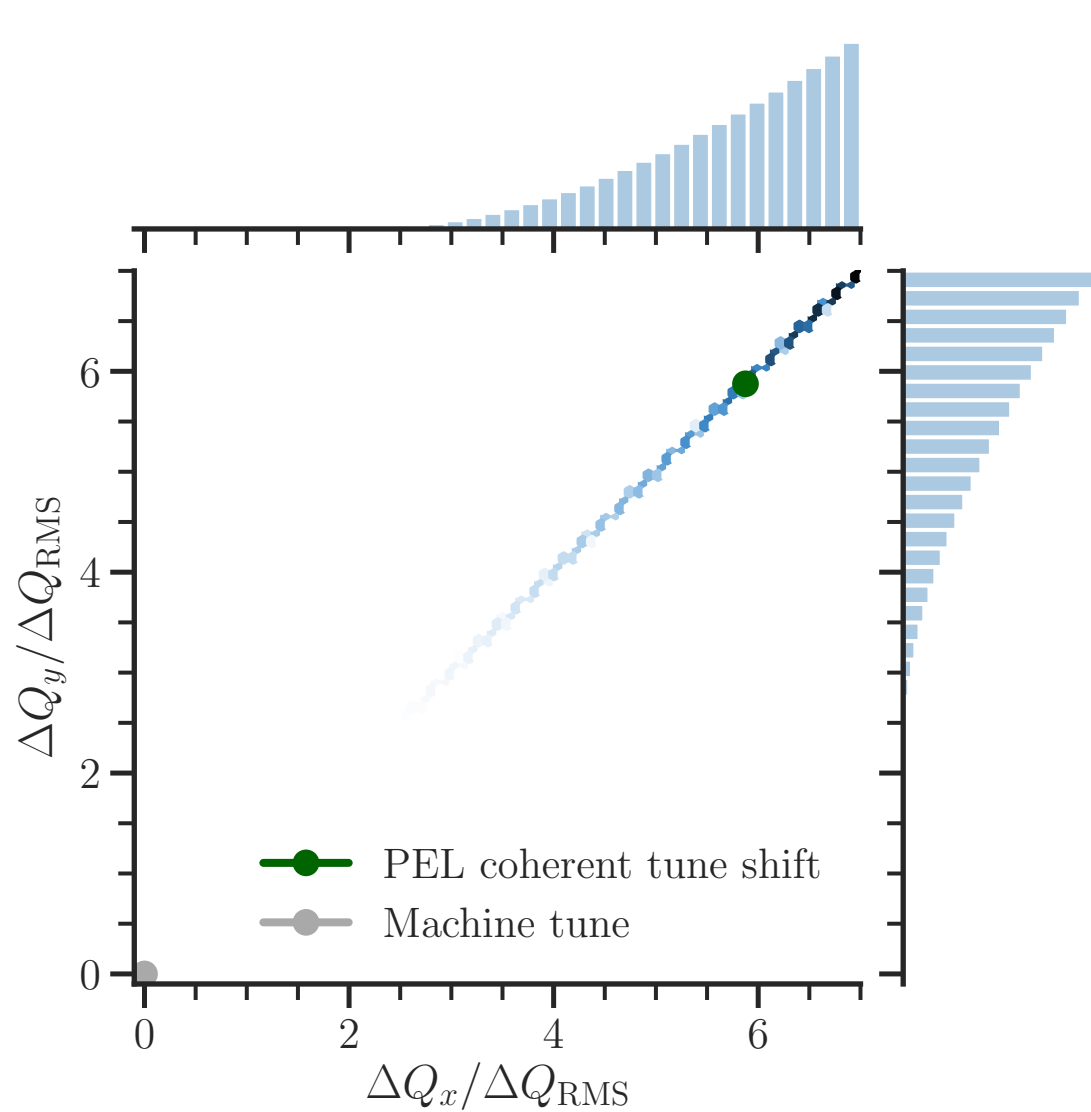 6
4
2
0
ΔQ_y/ΔQ_RMS
PEL coherent tune shift
Machine tune
0 2 4 6
ΔQ_x/ΔQ_RMS